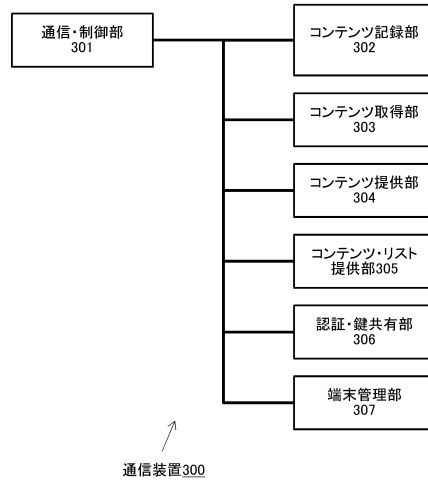 通信・制御部
301
コンテンツ記録部
302
コンテンツ取得部
303
コンテンツ提供部
304
コンテンツ・リスト
提供部305
認証・鍵共有部
306
端末管理部
307
通信装置300